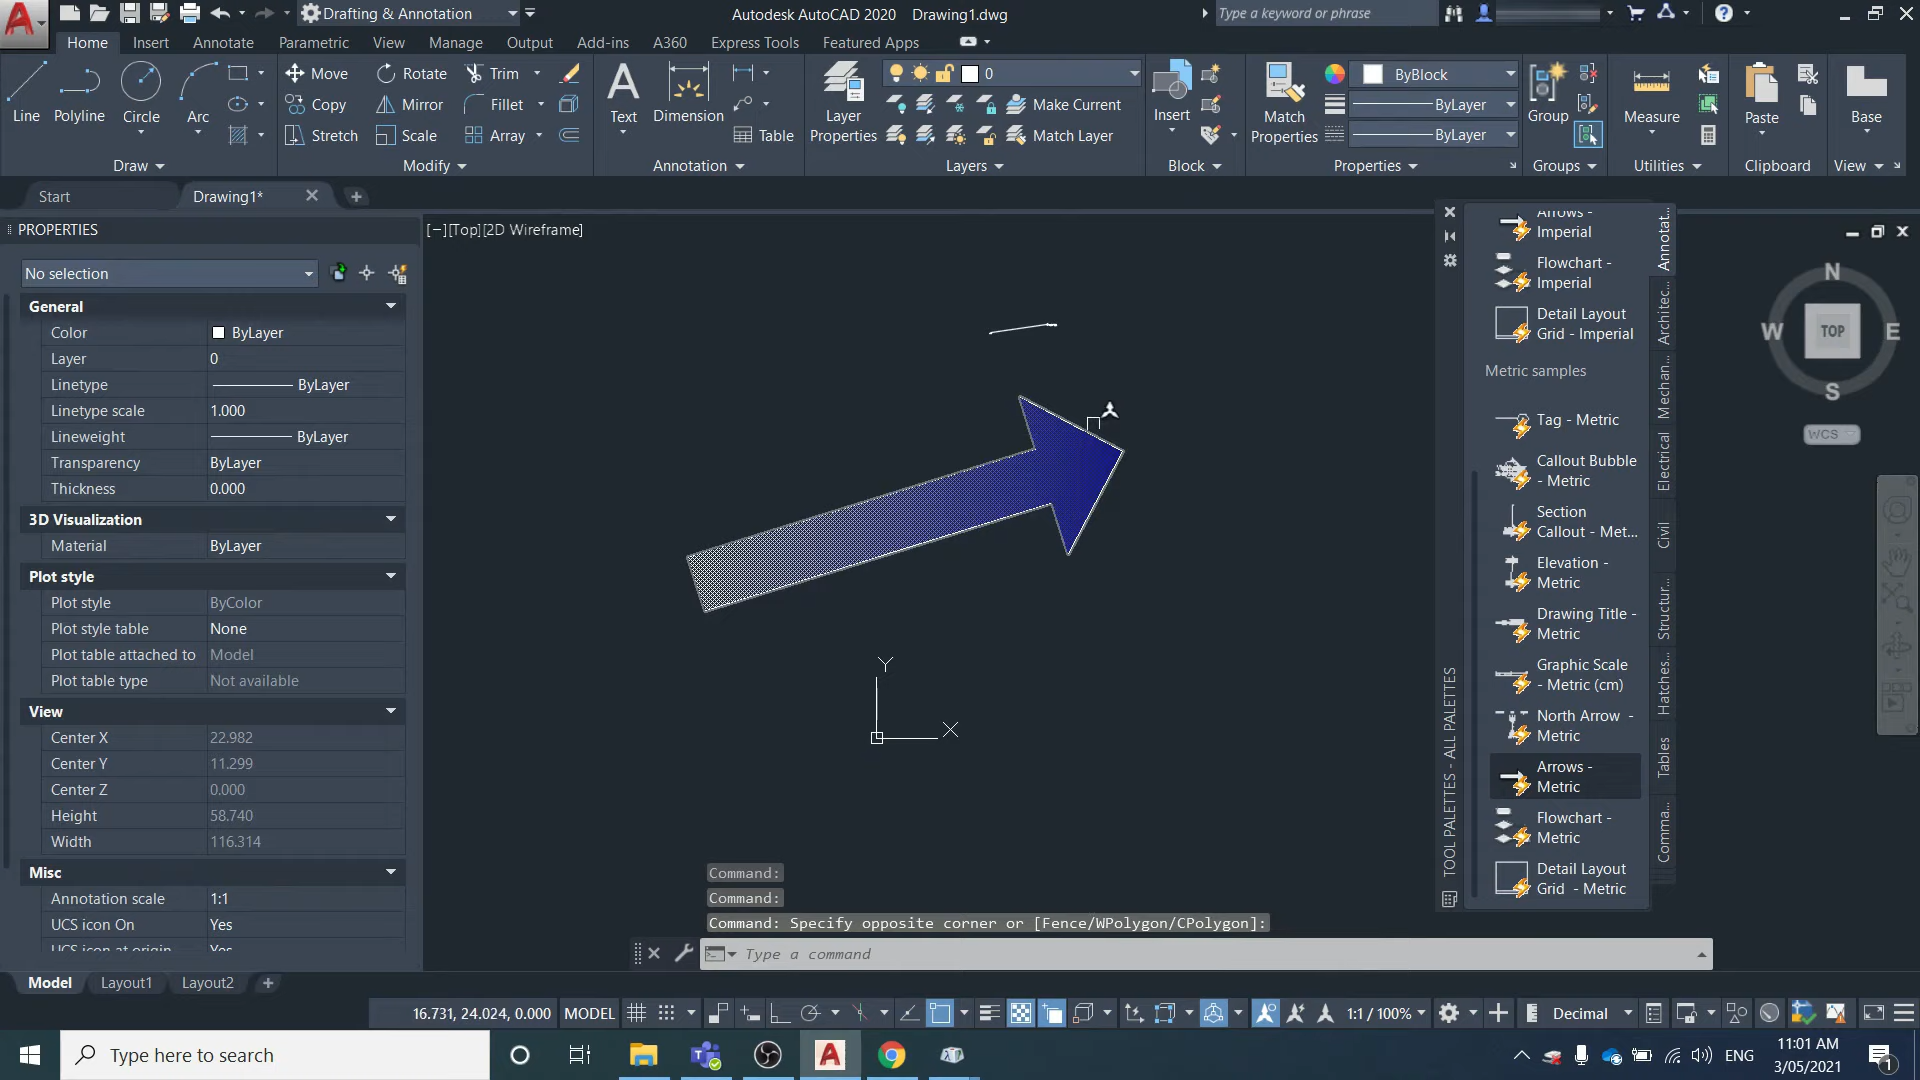 Drafting & Annotation
Autodesk AutoCAD 2020 Drawing1.dwg
Type a keyword or phrase
Home Insert Annotate Parametric View Manage Output Add-ins A360 Express Tools Featured Apps
Line
Polyline
Circle
Arc
Move
Rotate
Trim
Copy
Mirror
Fillet
Stretch
Scale
Array
Text
Dimension
Table
Layer
Properties
0
Make Current
Match Layer
Insert
Match
Properties
ByBlock
ByLayer
ByLayer
Group
Measure
Paste
Base
Draw
Modify
Annotation
Layers
Block
Properties
Groups
Utilities
Clipboard
View
Start
Drawing1*
PROPERTIES
No selection
General
Color ByLayer
Layer 0
Linetype ByLayer
Linetype scale 1.000
Lineweight ByLayer
Transparency ByLayer
Thickness 0.000
3D Visualization
Material ByLayer
Plot style
Plot style ByColor
Plot style table None
Plot table attached to Model
Plot table type Not available
View
Center X 22.982
Center Y 11.299
Center Z 0.000
Height 58.740
Width 116.314
Misc
Annotation scale 1:1
UCS icon On Yes
UCS icon at origin Yes
[−][Top][2D Wireframe]
Y
X
Arrows -
Imperial
Flowchart -
Imperial
Detail Layout
Grid - Imperial
Metric samples
Tag - Metric
Callout Bubble
- Metric
Section
Callout - Met...
Elevation -
Metric
Drawing Title -
Metric
Graphic Scale
- Metric (cm)
North Arrow -
Metric
Arrows -
Metric
Flowchart -
Metric
Detail Layout
Grid - Metric
TOOL PALETTES - ALL PALETTES
Annotat...
Architec...
Mechan...
Electrical
Civil
Structur...
Hatches...
Tables
Comma...
N
W
TOP
E
S
WCS
Command:
Command:
Command: Specify opposite corner or [Fence/WPolygon/CPolygon]:
Type a command
Model Layout1 Layout2
16.731, 24.024, 0.000 MODEL
1:1 / 100%
Decimal
Type here to search
ENG
11:01 AM
3/05/2021
1